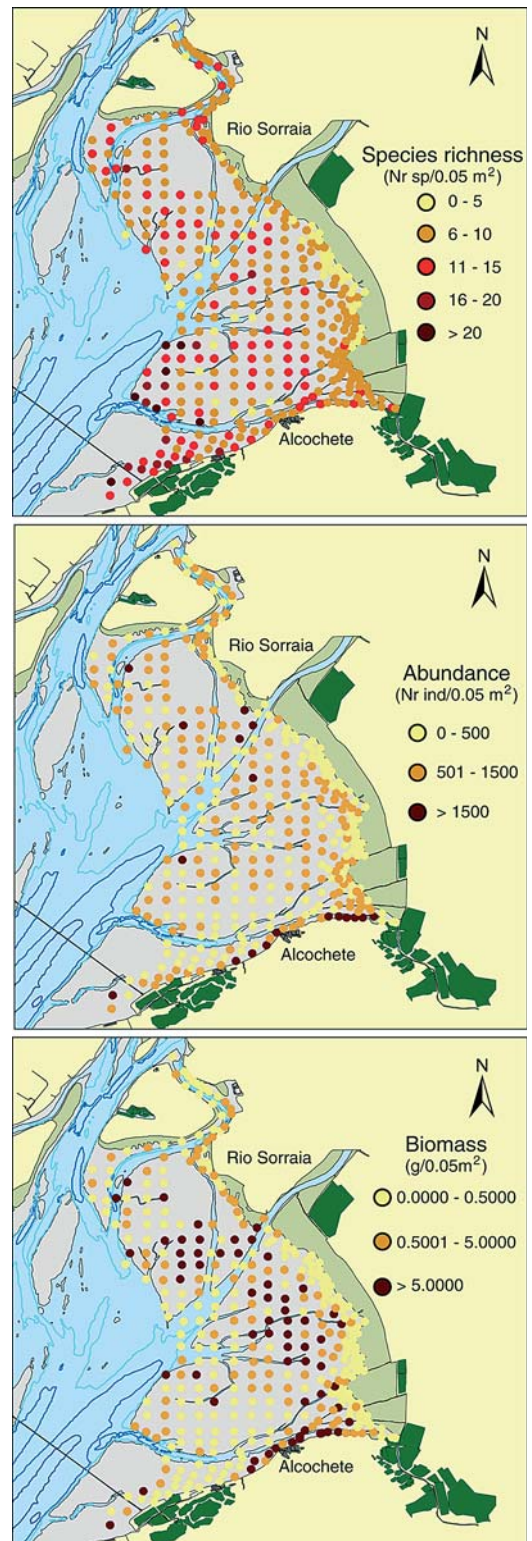 N
Rio Sorraia
Species richness
(Nr sp/0.05 m²)
0 - 5
6 - 10
11 - 15
16 - 20
> 20
Alcochete
N
Rio Sorraia
Abundance
(Nr ind/0.05 m²)
0 - 500
501 - 1500
> 1500
Alcochete
N
Rio Sorraia
Biomass
(g/0.05m²)
0.0000 - 0.5000
0.5001 - 5.0000
> 5.0000
Alcochete